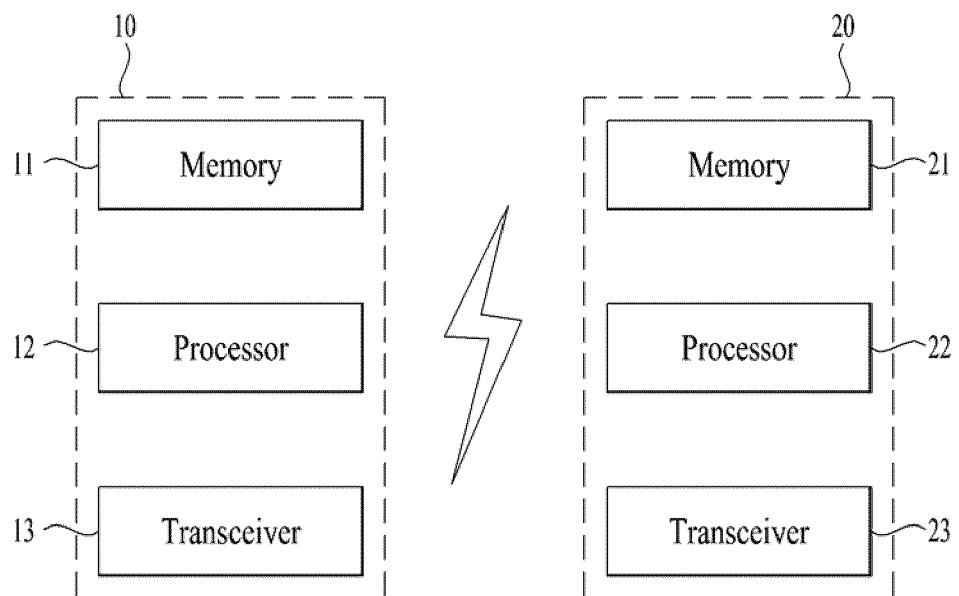 10 20
11 Memory Memory 21
12 Processor Processor 22
13 Transceiver Transceiver 23